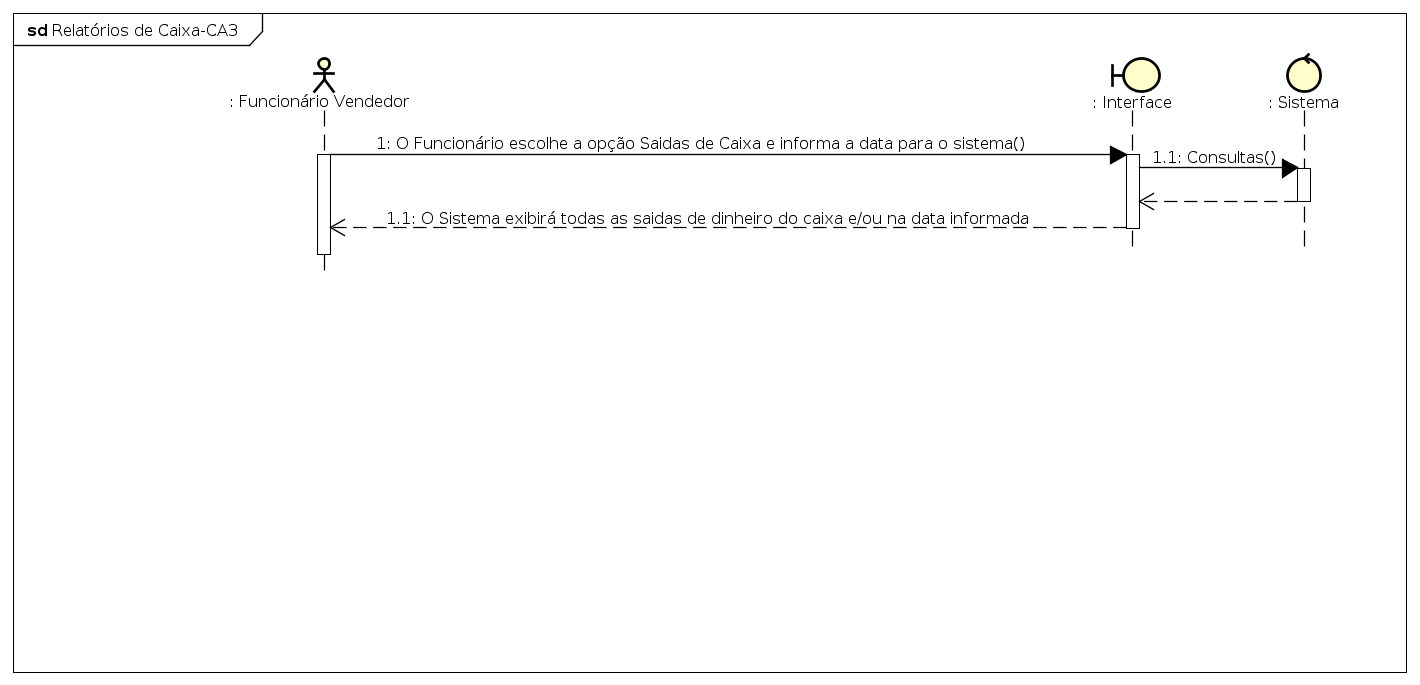 sd Relatórios de Caixa-CA3
: Funcionário Vendedor
: Interface
: Sistema
1: O Funcionário escolhe a opção Saidas de Caixa e informa a data para o sistema()
1.1: Consultas()
1.1: O Sistema exibirá todas as saidas de dinheiro do caixa e/ou na data informada